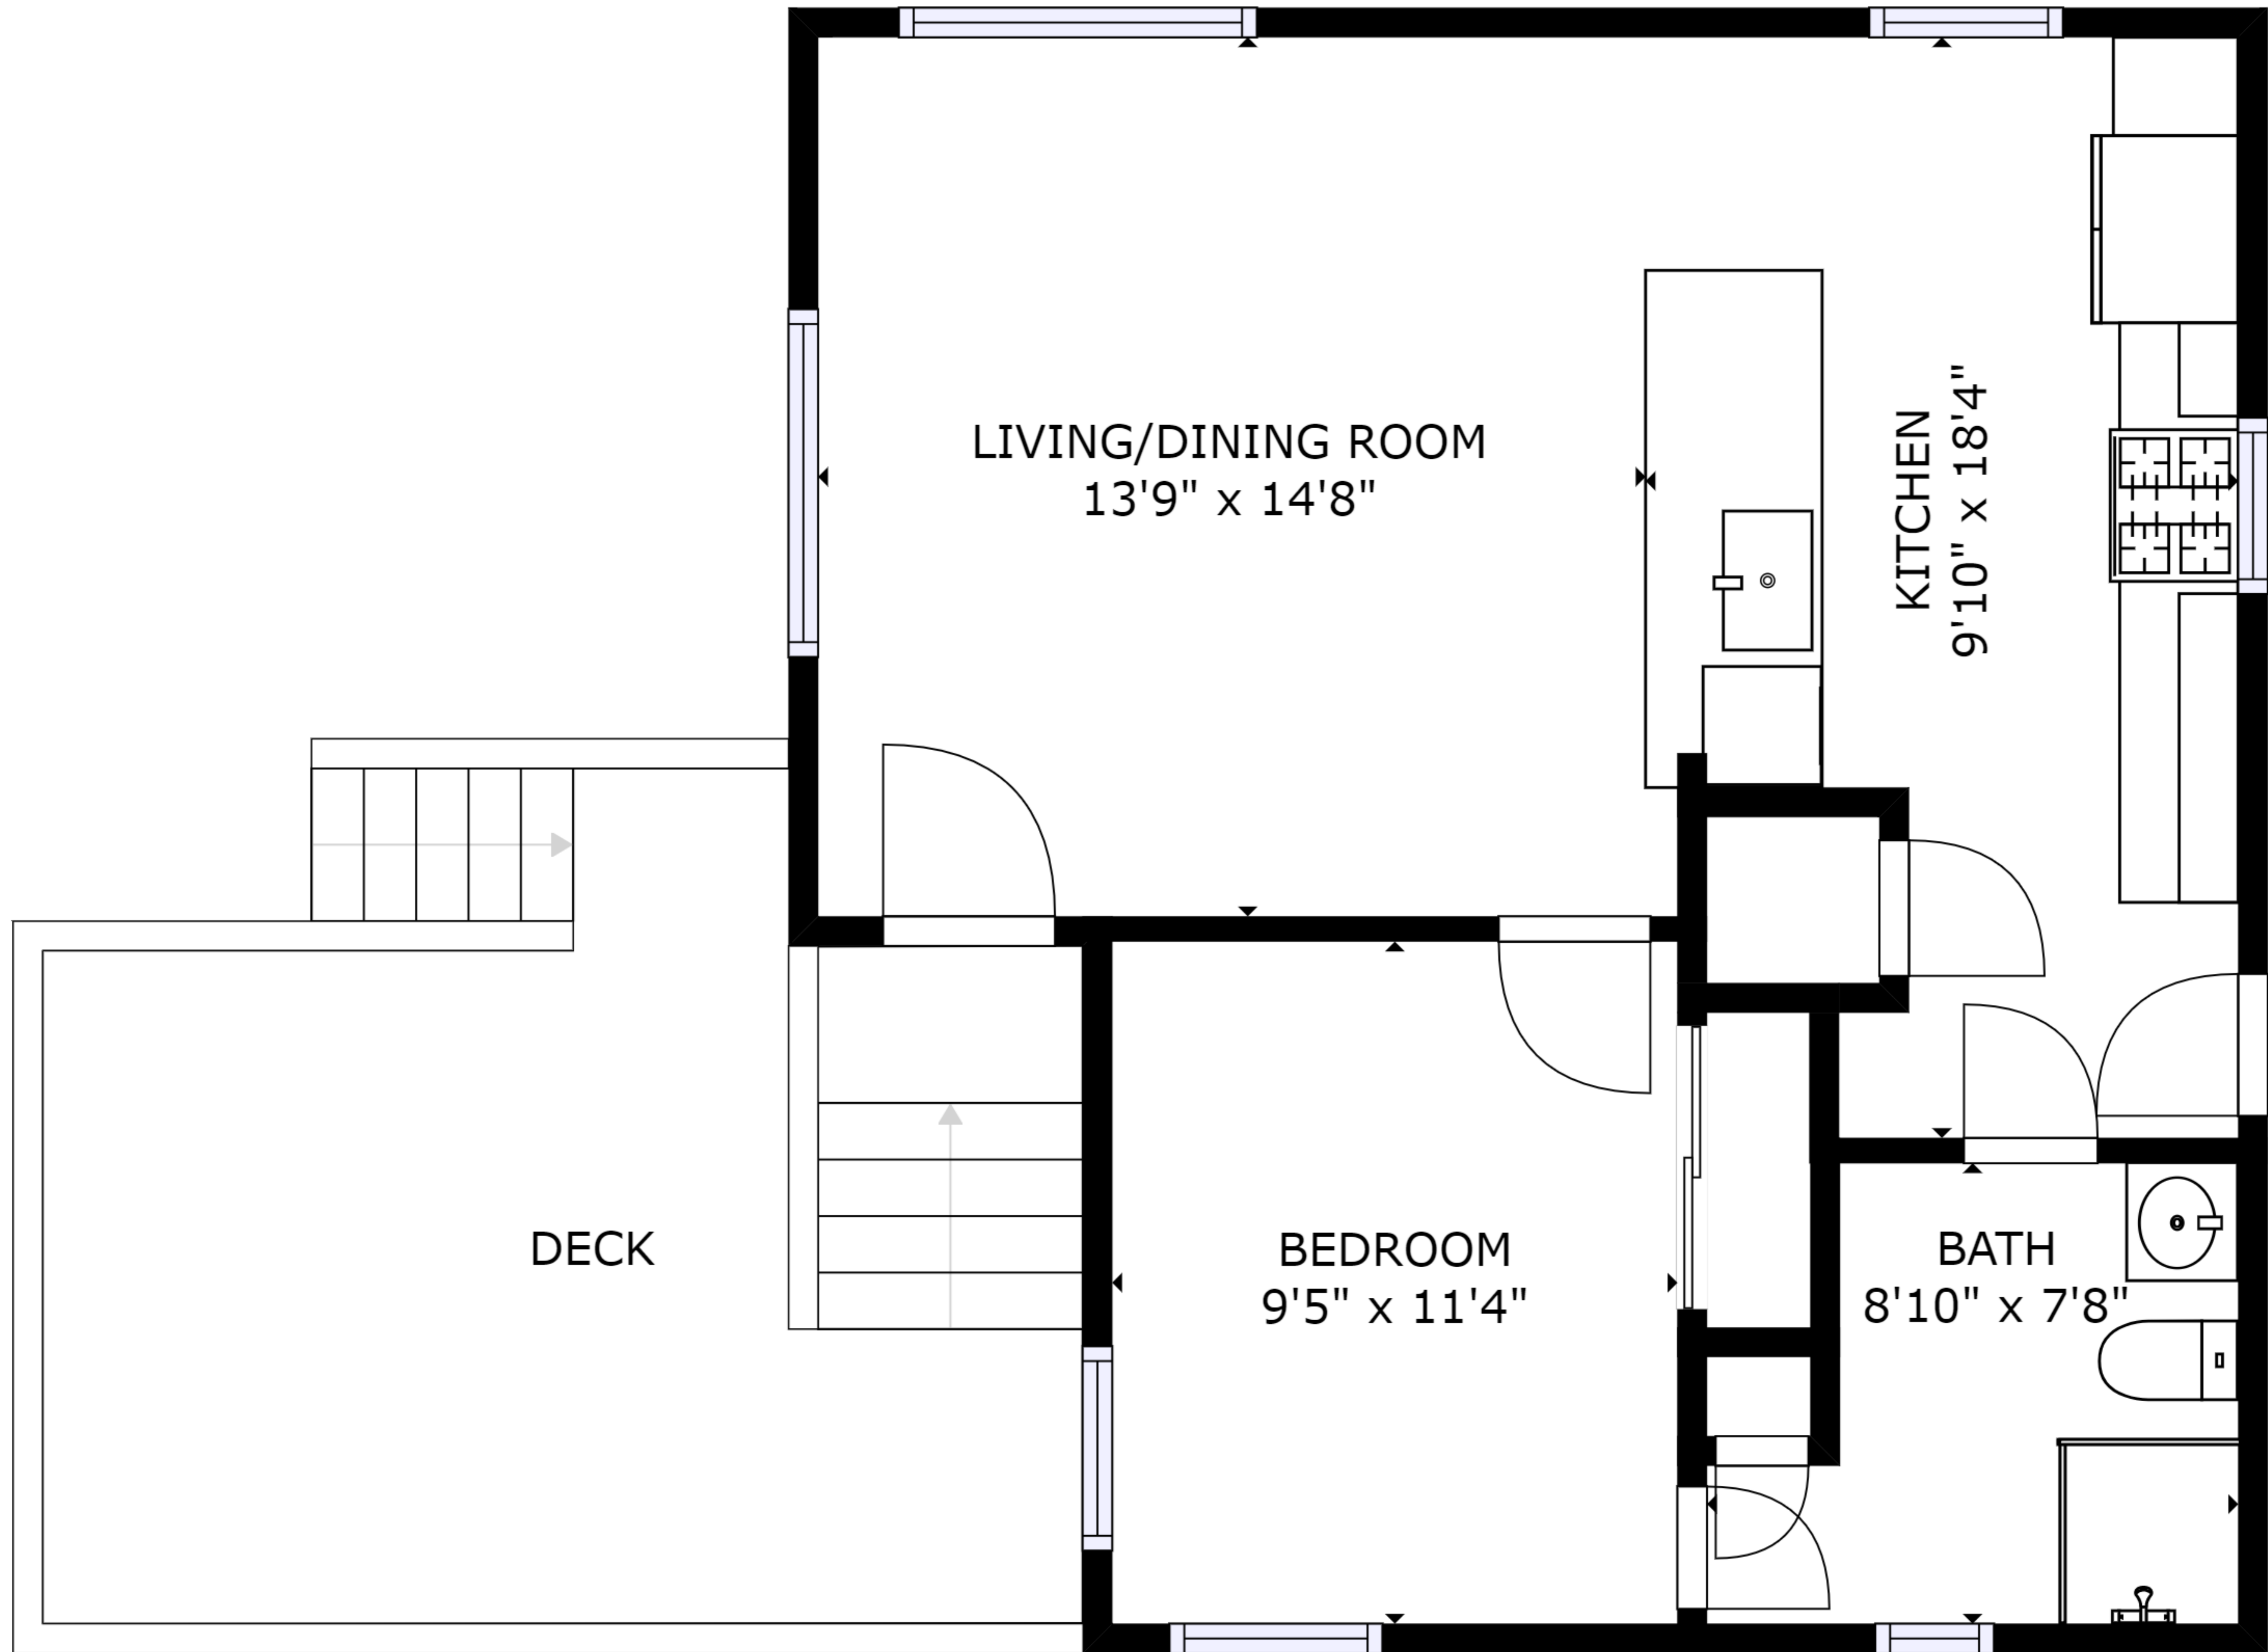 LIVING/DINING ROOM
13'9" x 14'8"
KITCHEN
9'10" x 18'4"
DECK
BEDROOM
9'5" x 11'4"
BATH
8'10" x 7'8"